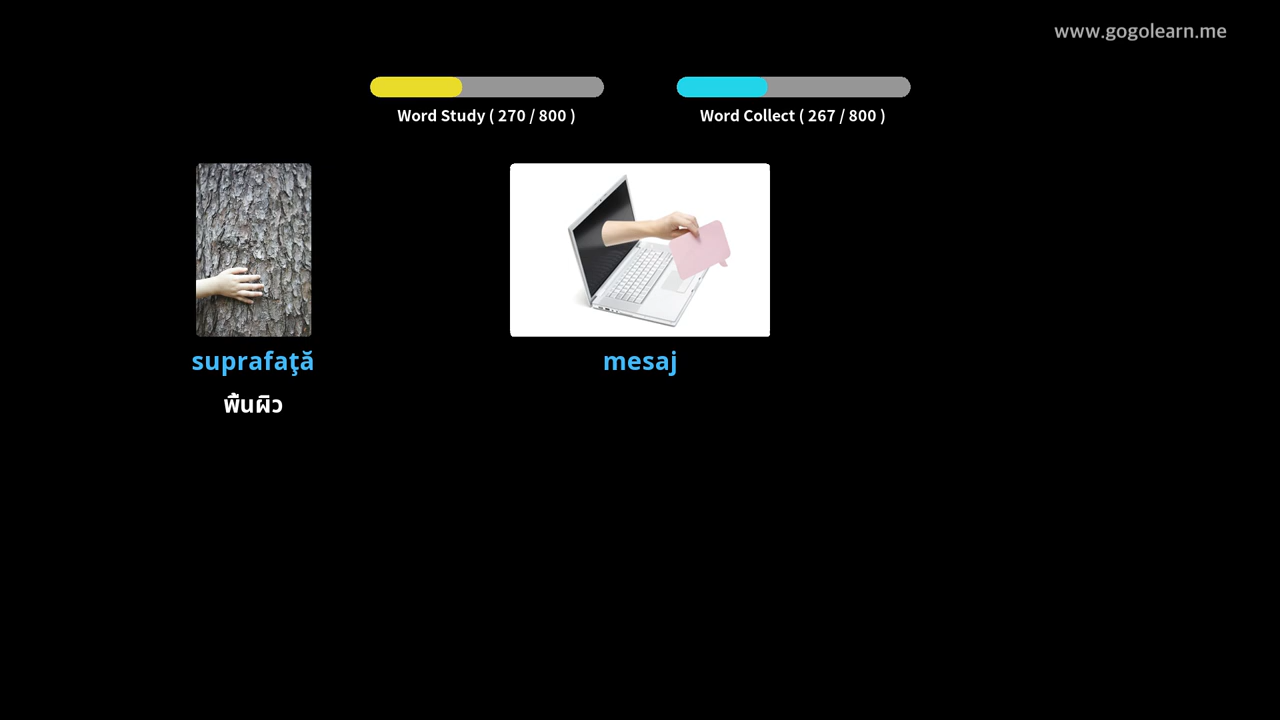 www.gogolearn.me
Word Study ( 270 / 800 )
Word Collect ( 267 / 800 )
suprafaţă
mesaj
พื้นผิว